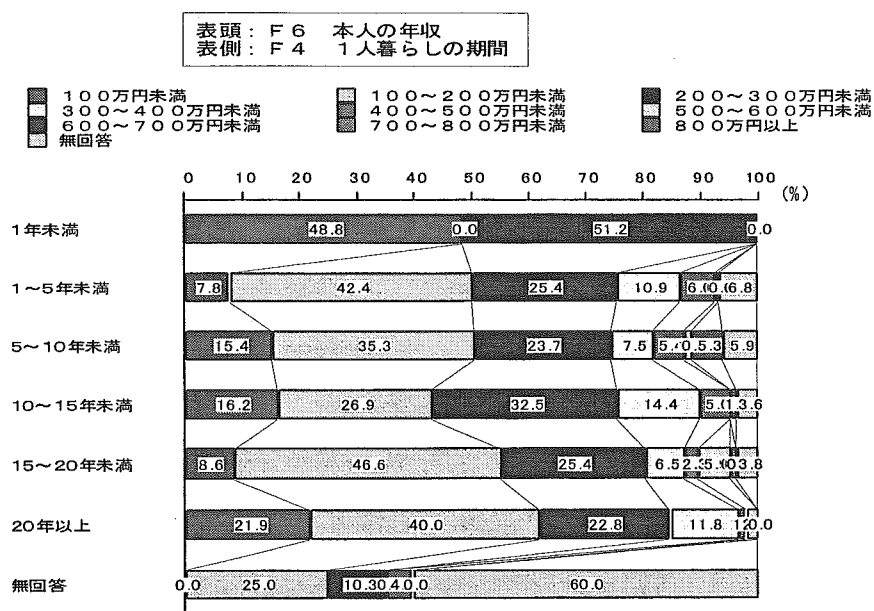 表頭：Ｆ６　本人の年収
表側：Ｆ４　１人暮らしの期間
１００万円未満　１００～２００万円未満　２００～３００万円未満
３００～４００万円未満　４００～５００万円未満　５００～６００万円未満
６００～７００万円未満　７００～８００万円未満　８００万円以上
無回答
0 10 20 30 40 50 60 70 80 90 100
(%)
1年未満 48.8 0.0 51.2 0.0
1～5年未満 7.8 42.4 25.4 10.9 6.8
5～10年未満 15.4 35.3 23.7 7.5 5.3 5.9
10～15年未満 16.2 26.9 32.5 14.4 3.6
15～20年未満 8.6 46.6 25.4 6.5 2.3 3.8
20年以上 21.9 40.0 22.8 11.8 0.0
無回答 0.0 25.0 60.0